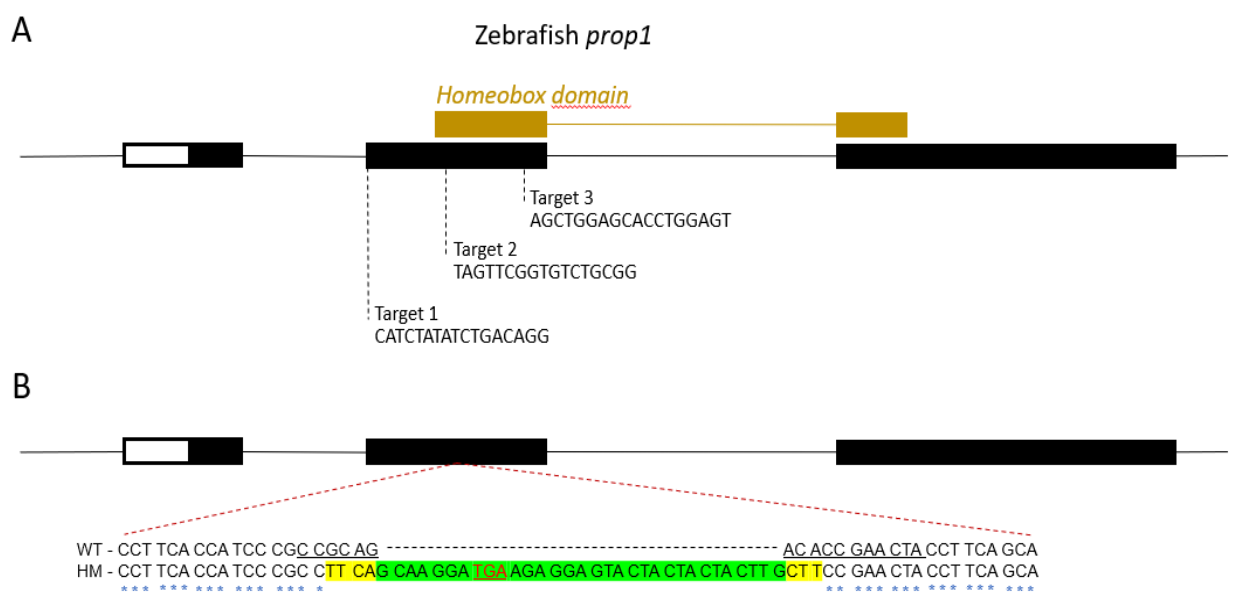 A
Zebrafish prop1
Homeobox domain
Target 3
AGCTGGAGCACCTGGAGT
Target 2
TAGTTCGGTGTCTGCGG
Target 1
CATCTATATCTGACAGG
B
WT - CCT TCA CCA TCC CGC CGC AG ------------------------------ AC ACC GAA CTA CCT TCA GCA
HM - CCT TCA CCA TCC CGC C TT CAG CAA GGA TGA AGA GGA GTA CTA CTA CTA CTT G CTT CC GAA CTA CCT TCA GCA
*** *** *** *** *** * ** *** *** *** *** ***